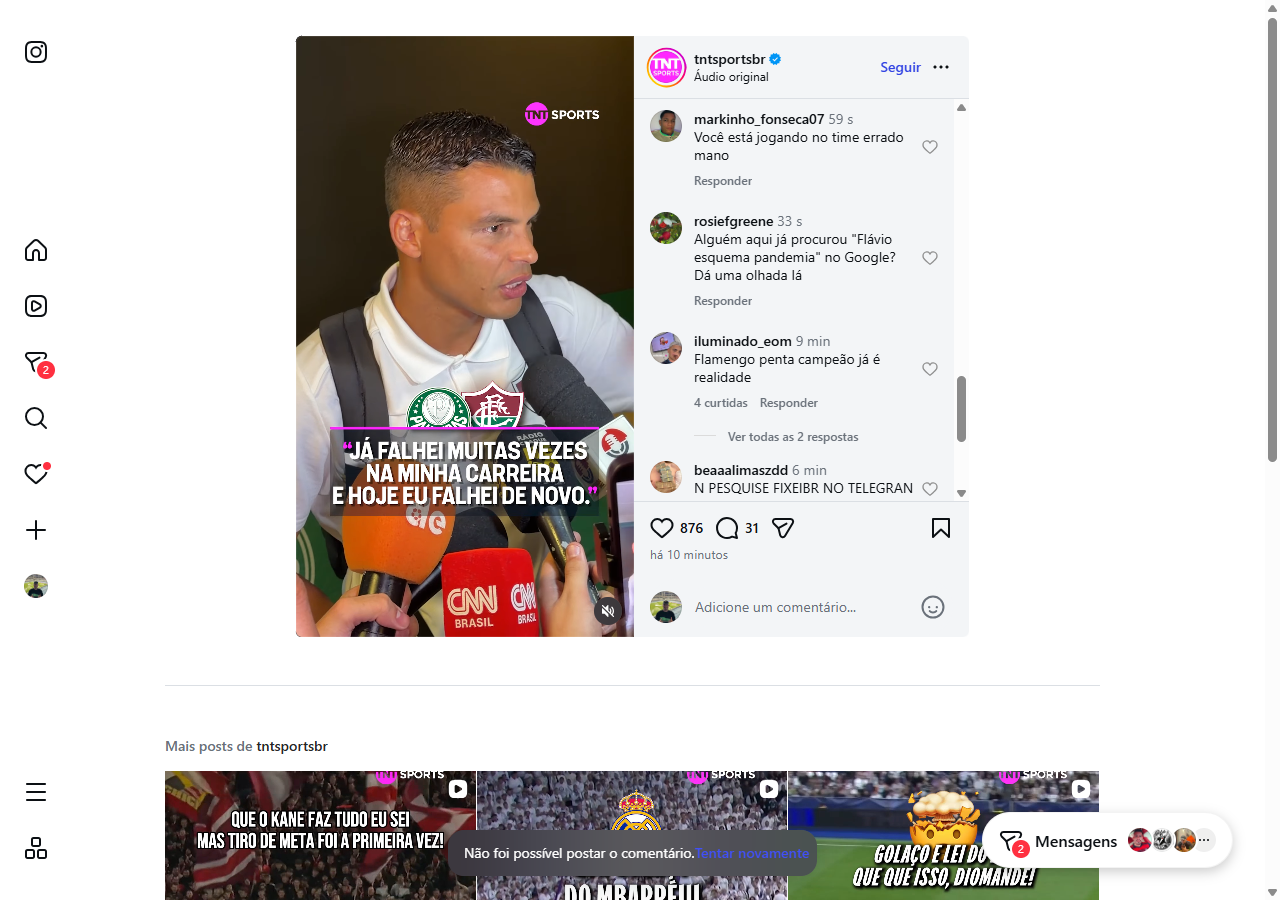 TNT SPORTS
"JÁ FALHEI MUITAS VEZES
NA MINHA CARREIRA
E HOJE EU FALHEI DE NOVO."
CNN
BRASIL
CNN
BRASIL
TNT
SPORTS
tntsportsbr
Áudio original
Seguir
markinho_fonseca07 59 s
Você está jogando no time errado
mano
Responder
rosiefgreene 33 s
Alguém aqui já procurou "Flávio
esquema pandemia" no Google?
Dá uma olhada lá
Responder
iluminado_eom 9 min
Flamengo penta campeão já é
realidade
4 curtidas Responder
Ver todas as 2 respostas
beaaalimaszdd 6 min
N PESQUISE FIXEIBR NO TELEGRAN
876 31
há 10 minutos
Adicione um comentário...
2
Mais posts de tntsportsbr
TNT SPORTS
QUE O KANE FAZ TUDO EU SEI
MAS TIRO DE META FOI A PRIMEIRA VEZ!
TNT SPORTS
DO MBAPPÉ!!
TNT SPORTS
GOLAÇO E LEI DO
QUE QUE ISSO, DIOMANDE!
Não foi possível postar o comentário. Tentar novamente
2
Mensagens